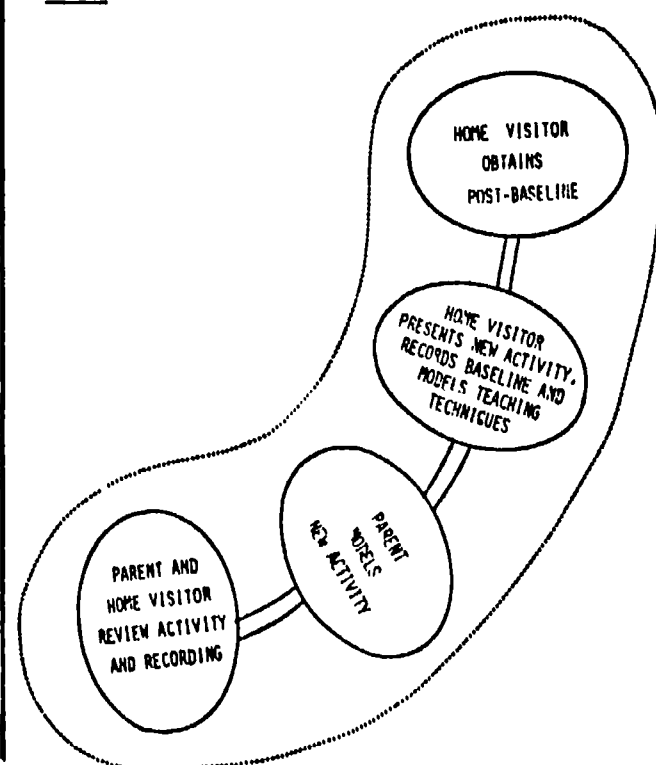 HOME VISITOR
OBTAINS
POST-BASELINE
HOME VISITOR
PRESENTS NEW ACTIVITY,
RECORDS BASELINE AND
MODELS TEACHING
TECHNIQUES
PARENT
MODELS
NEW ACTIVITY
PARENT AND
HOME VISITOR
REVIEW ACTIVITY
AND RECORDING